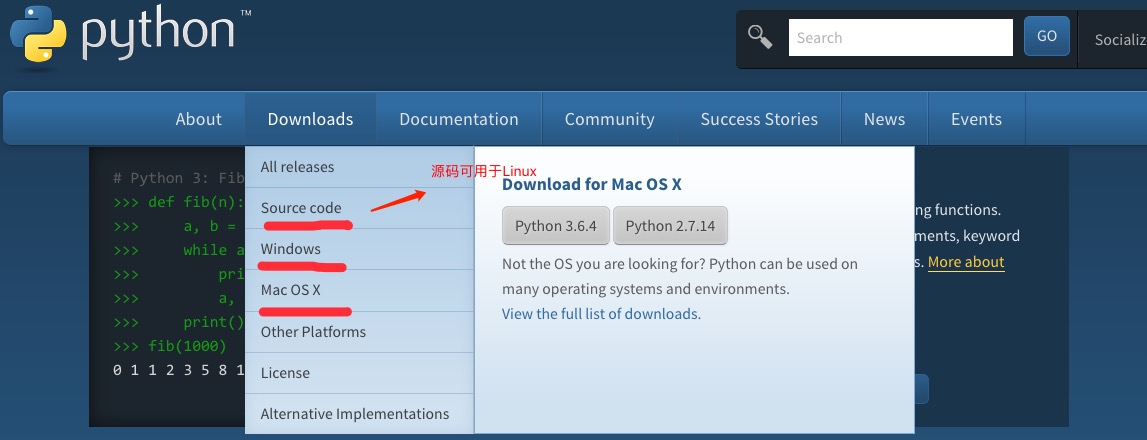 python™
Search
GO
Socializ
About
Downloads
Documentation
Community
Success Stories
News
Events
# Python 3: Fib
>>> def fib(n):
>>> a, b =
>>> while a
>>> pri
>>> a,
>>> print()
>>> fib(1000)
0 1 1 2 3 5 8 1
All releases
Source code
Windows
Mac OS X
Other Platforms
License
Alternative Implementations
源码可用于Linux
Download for Mac OS X
Python 3.6.4
Python 2.7.14
Not the OS you are looking for? Python can be used on
many operating systems and environments.
View the full list of downloads.
ng functions.
ments, keyword
s. More about